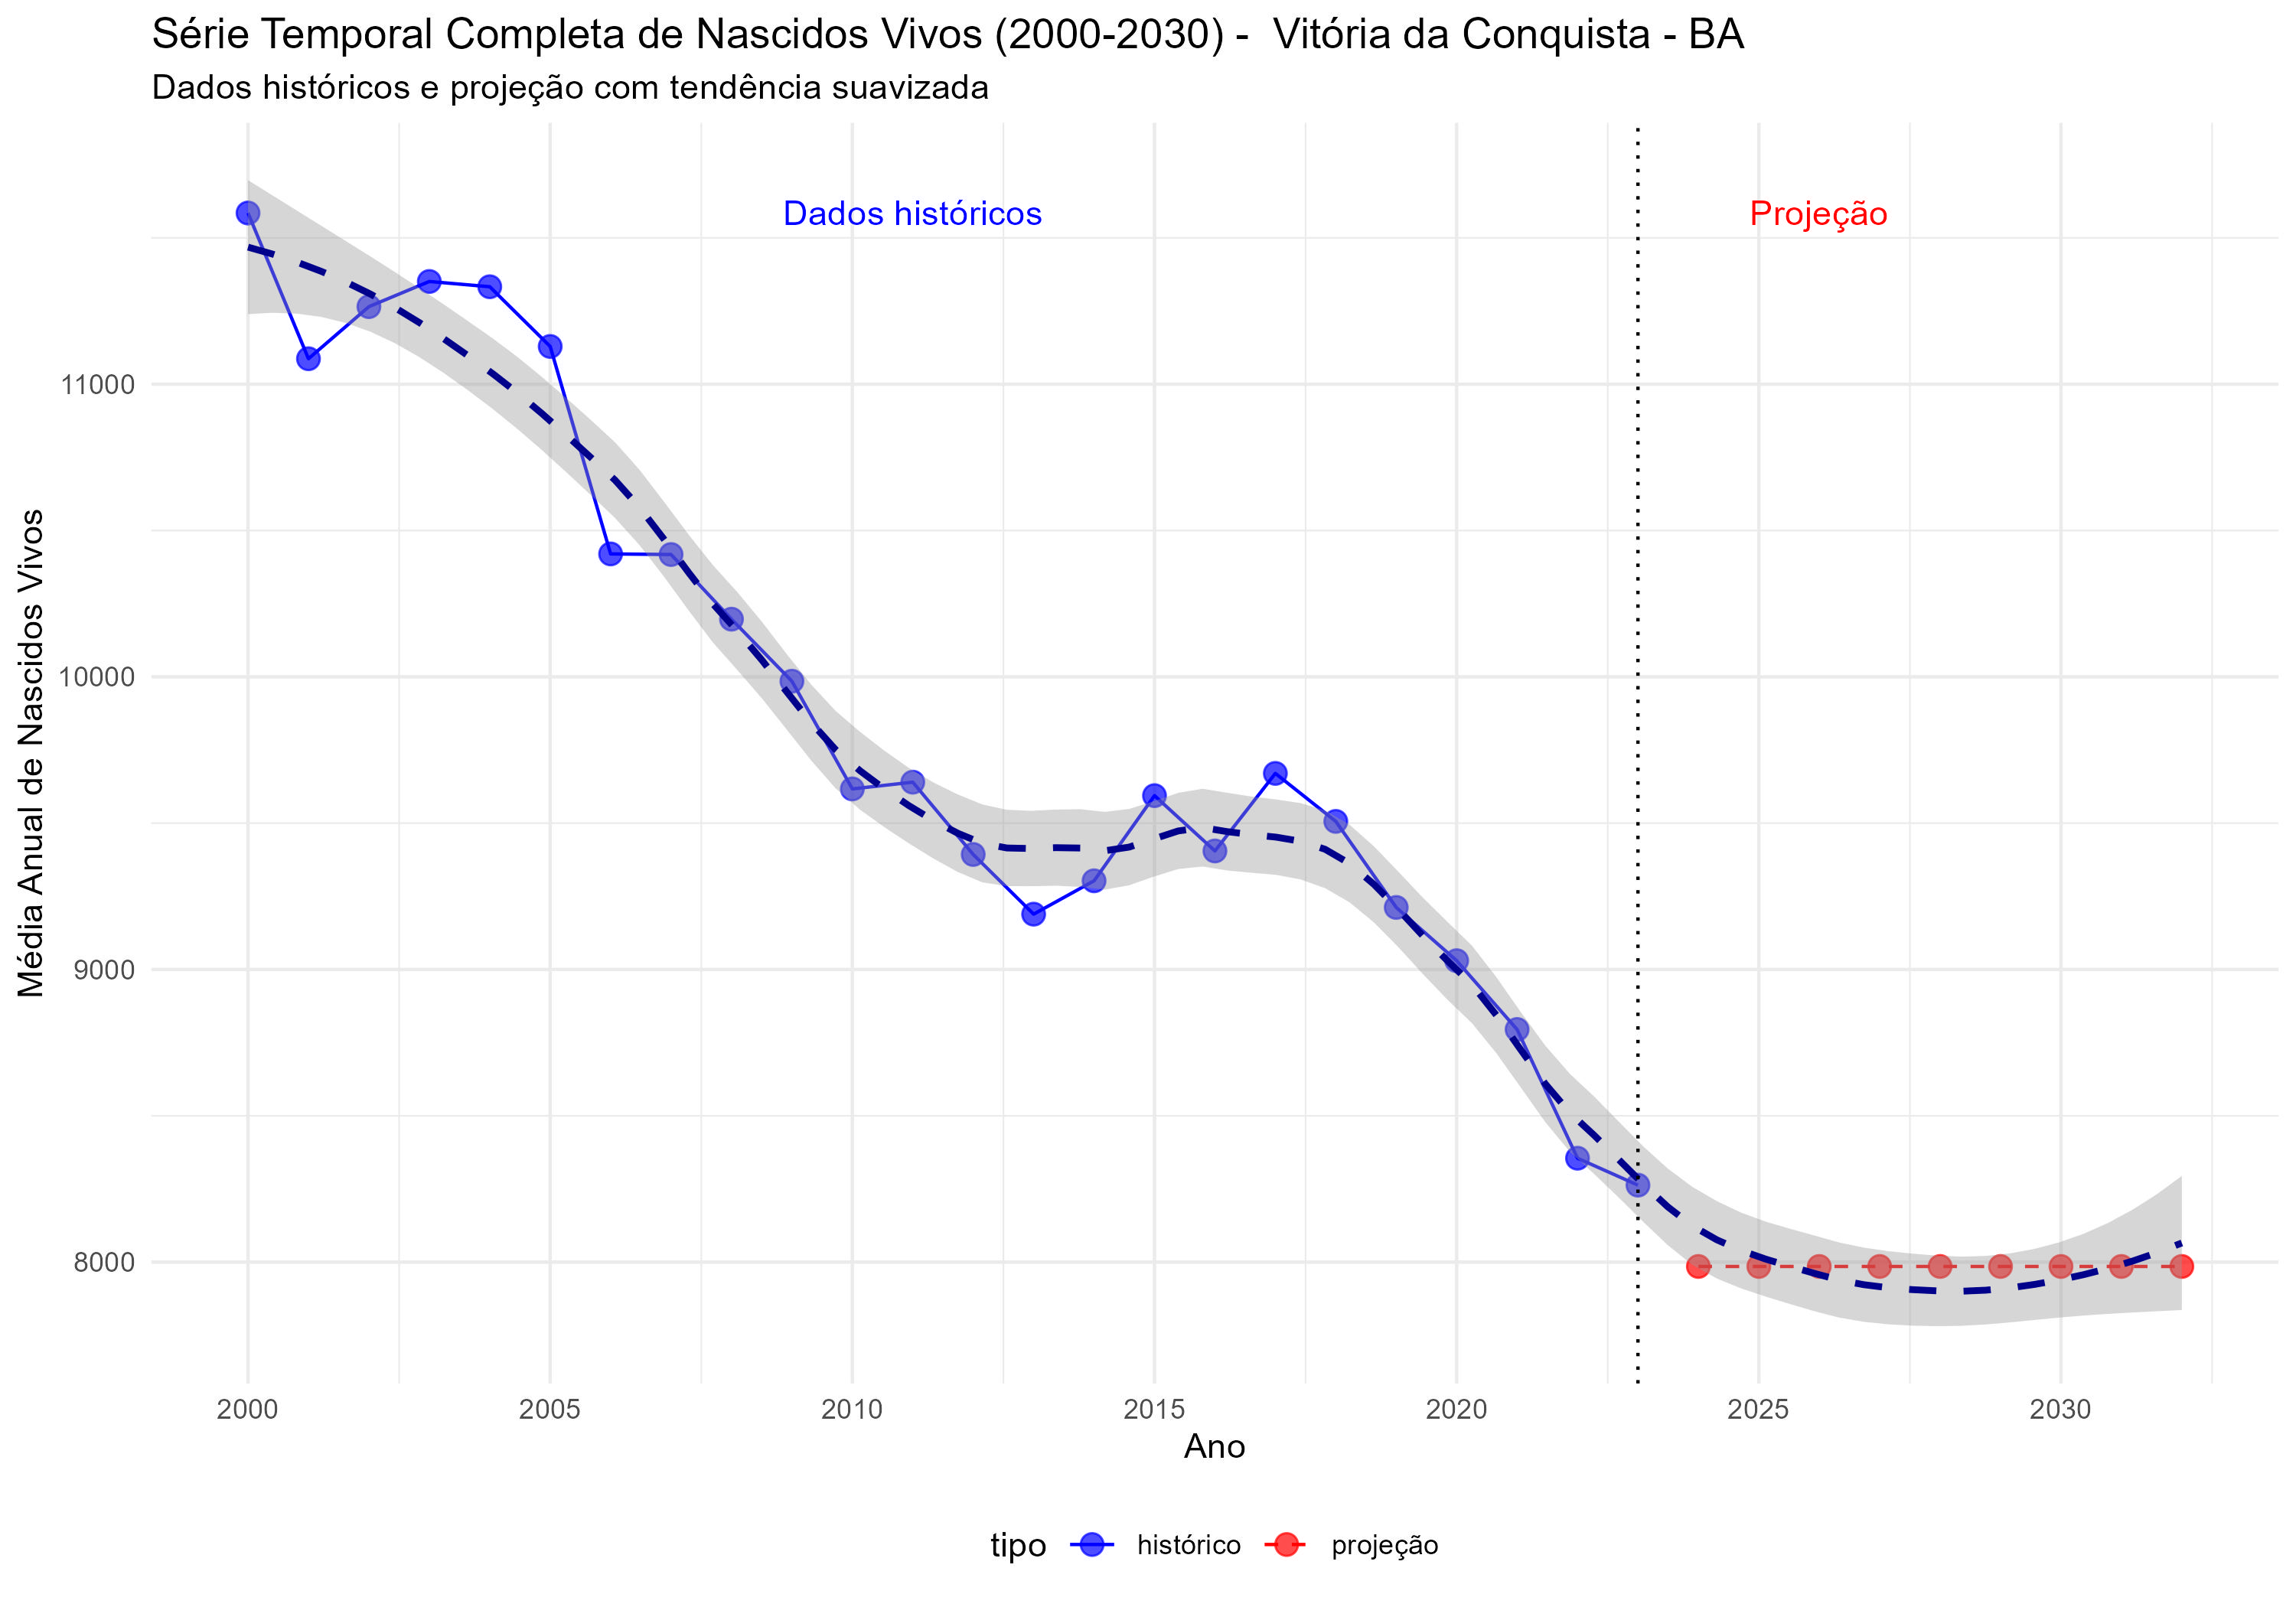 Série Temporal Completa de Nascidos Vivos (2000-2030) -  Vitória da Conquista - BA
Dados históricos e projeção com tendência suavizada
Dados históricos
Projeção
Média Anual de Nascidos Vivos
11000
10000
9000
8000
2000
2005
2010
2015
2020
2025
2030
Ano
tipo
histórico
projeção